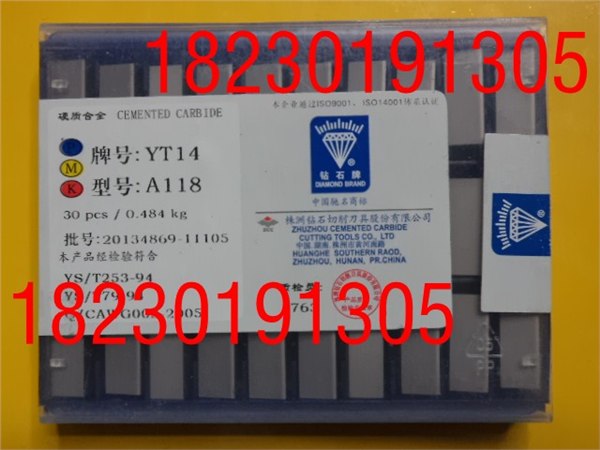 18230191305
本企业通过ISO9001、ISO14001体系认证
硬质合金 CEMENTED CARBIDE
牌号: YT14
M
K 型号: A118
30 pcs / 0.484 kg
批号: 20134869-11105
本产品经检验符合
YS/T253-94
钻石牌
DIAMOND BRAND
中国驰名商标
株洲钻石切削刀具股份有限公司
ZHUZHOU CEMENTED CARBIDE
CUTTING TOOLS CO., LTD
中国.湖南.株洲市黄河南路
HUANGHE SOUTHERN RAOD,
ZHUZHOU, HUNAN, PR.CHINA
18230191305